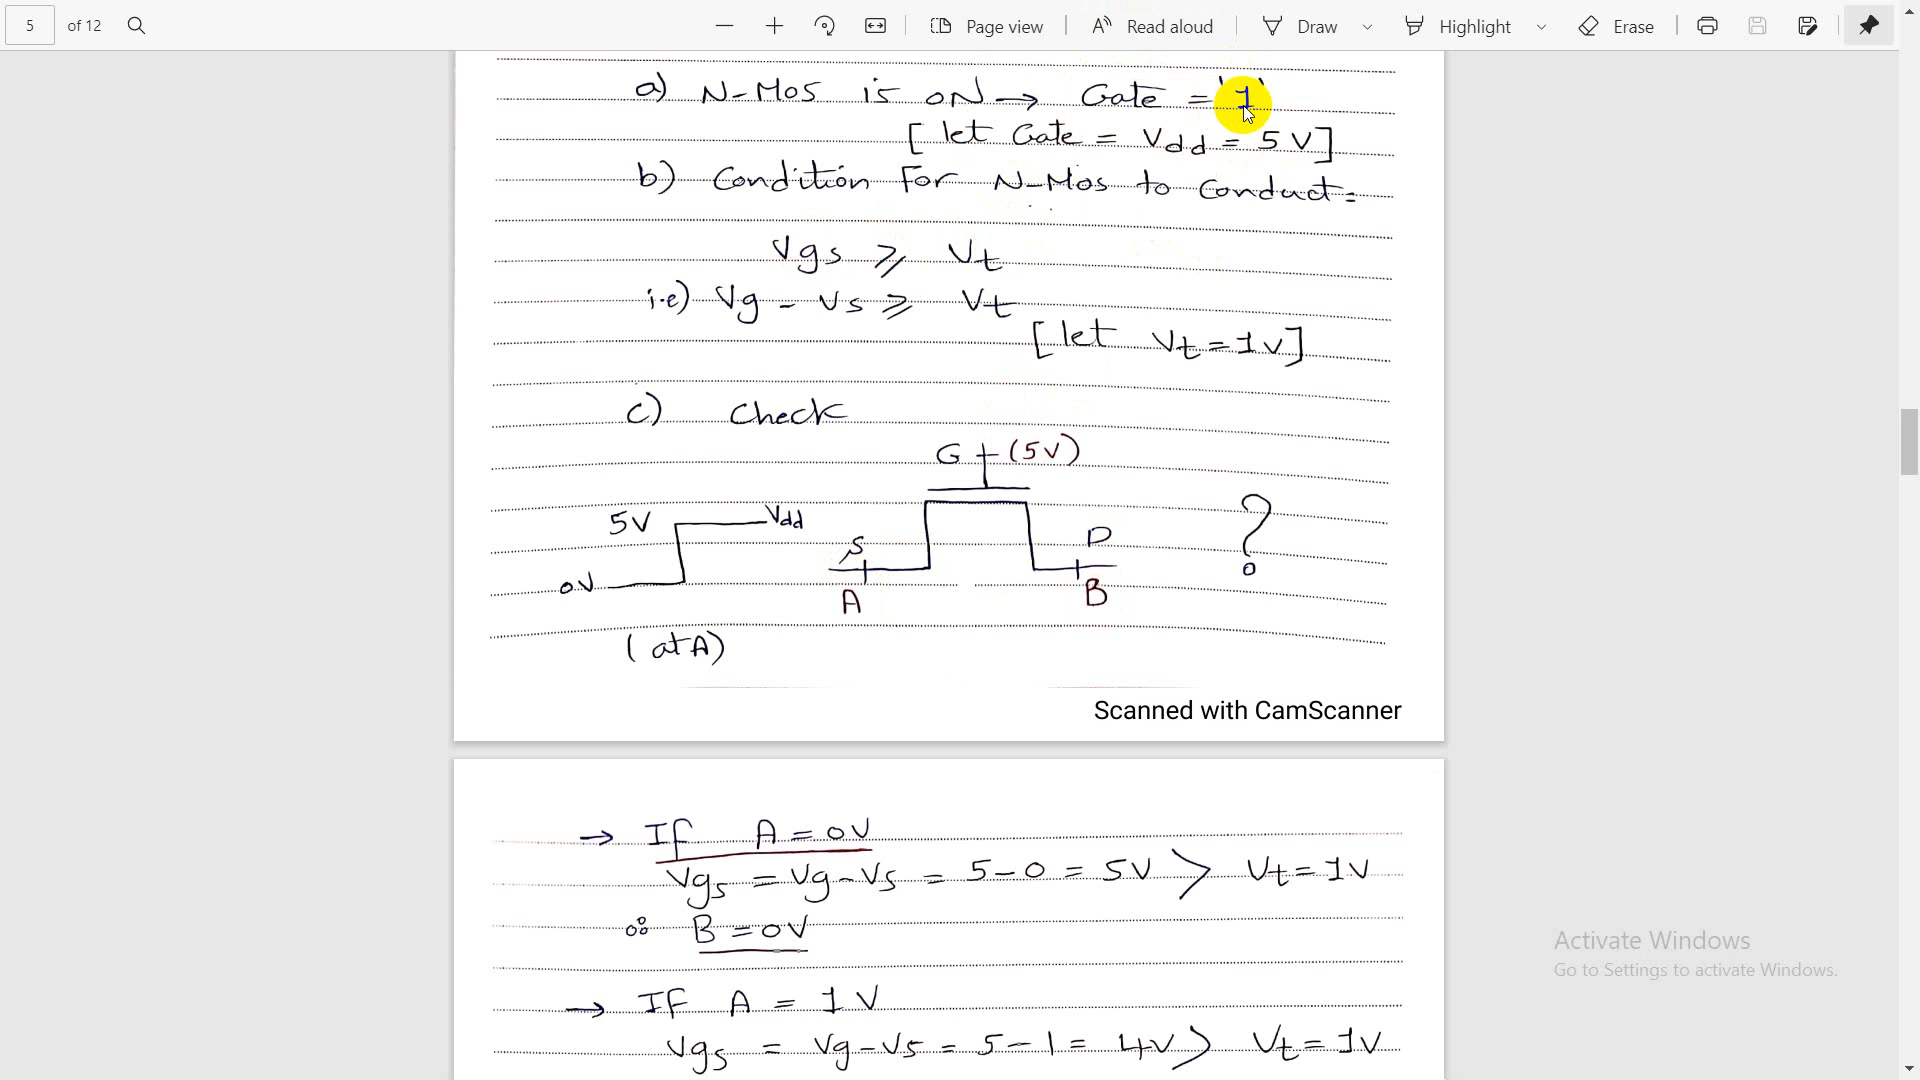 5 of 12 Page view Read aloud Draw Highlight Erase
a) N-Mos is ON → Gate = '1'
[let Gate = Vdd = 5V]
b) Condition for N-Mos to Conduct:
Vgs ⩾ Vt
i.e) Vg - Vs ⩾ Vt
[let Vt = 1V]
c) Check
G (5V)
5V Vdd
S D ?
0V
A B
(at A)
Scanned with CamScanner
→ If A = 0V
Vgs = Vg - Vs = 5 - 0 = 5V > Vt = 1V
∴ B = 0V
→ IF A = 1V
Vgs = Vg - Vs = 5 - 1 = 4V > Vt = 1V
Activate Windows
Go to Settings to activate Windows.